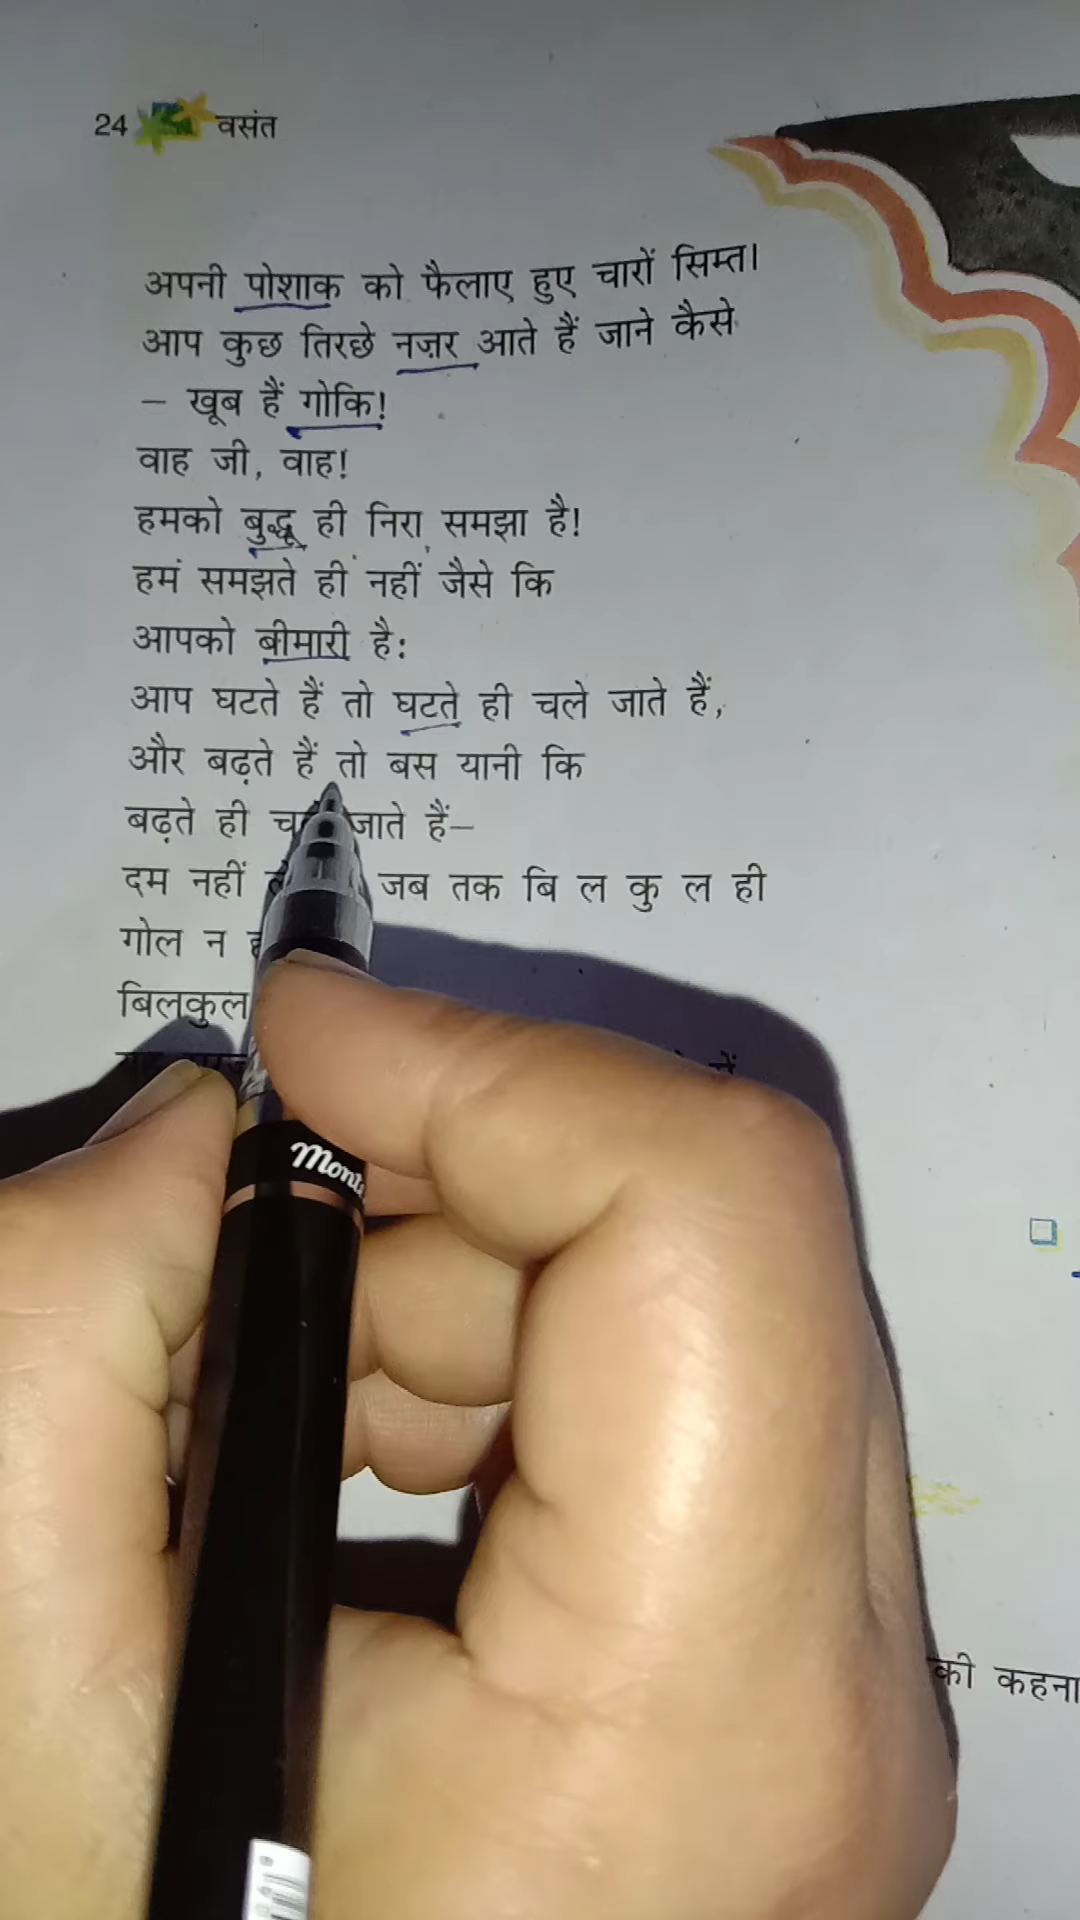 24 वसंत
अपनी पोशाक को फैलाए हुए चारों सिम्त।
आप कुछ तिरछे नज़र आते हैं जाने कैसे
– खूब हैं गोकि!
वाह जी, वाह!
हमको बुद्धू ही निरा समझा है!
हम समझते ही नहीं जैसे कि
आपको बीमारी है:
आप घटते हैं तो घटते ही चले जाते हैं,
और बढ़ते हैं तो बस यानी कि
बढ़ते ही जाते हैं–
दम नहीं जब तक बि ल कु ल ही
गोल न
बिलकुल
की कहना